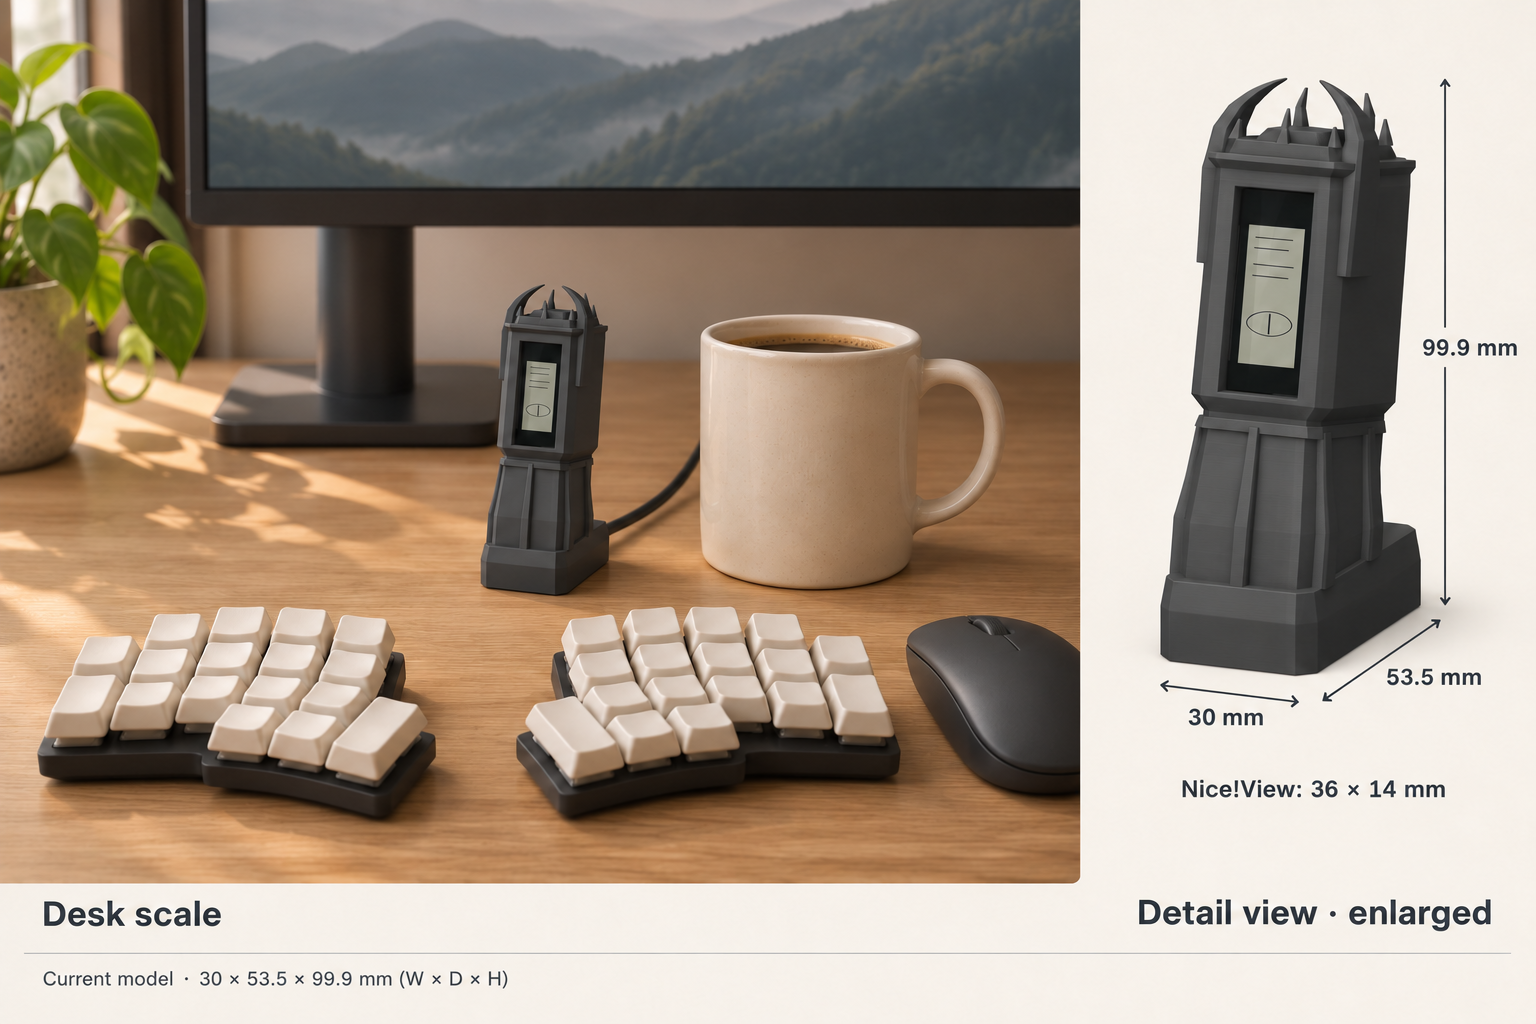 99.9 mm
53.5 mm
30 mm
Nice!View: 36 × 14 mm
Desk scale
Detail view · enlarged
Current model · 30 × 53.5 × 99.9 mm (W × D × H)